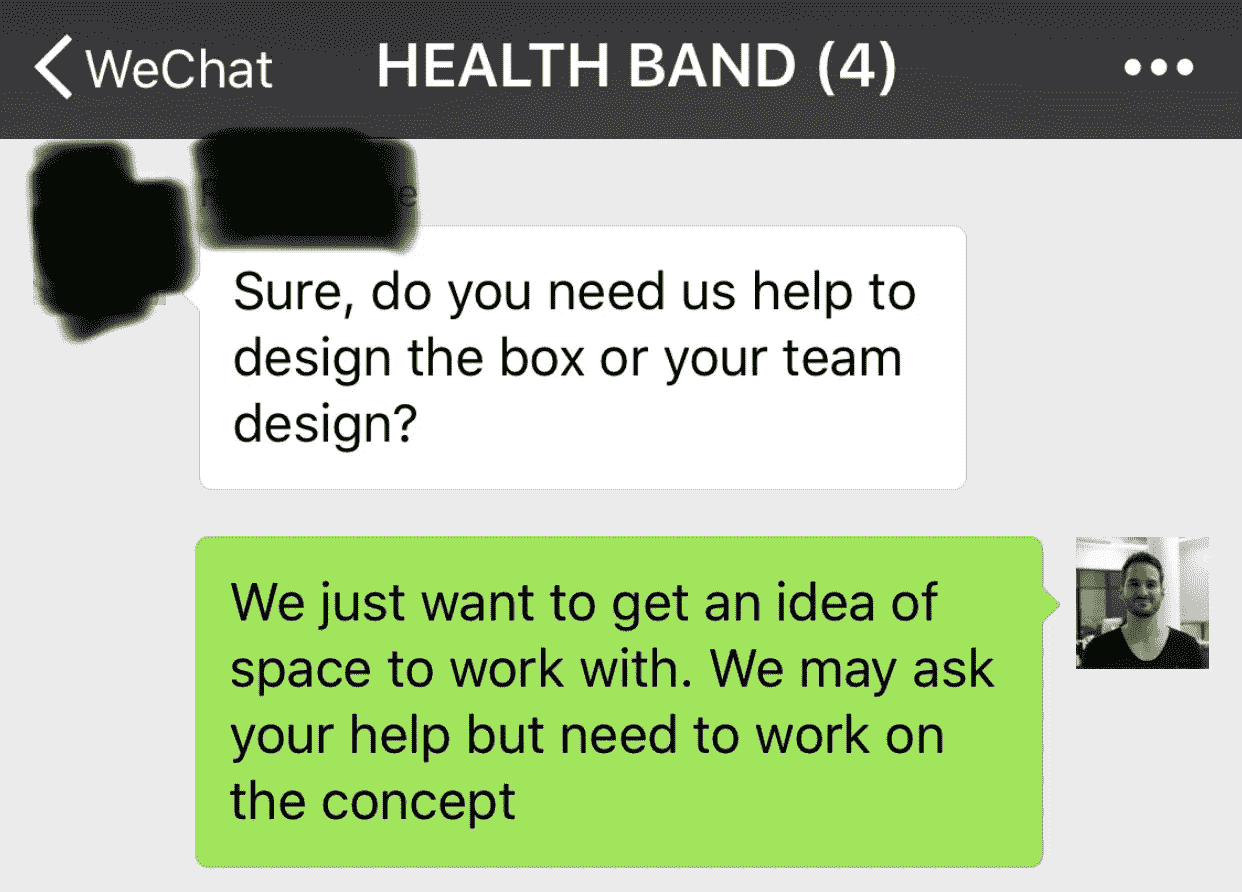 WeChat
HEALTH BAND (4)
Sure, do you need us help to
design the box or your team
design?
We just want to get an idea of
space to work with. We may ask
your help but need to work on
the concept